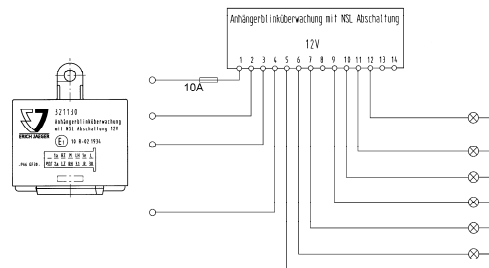 Anhängerblinküberwachung mit NSL Abschaltung
12V
1 2 3 4 5 6 7 8 9 10 11 12 13 14
10A
321130
Anhängerblinküberwachung
mit NSL Abschaltung 12V
ERICH JAEGER
E1 10 R-02 1934